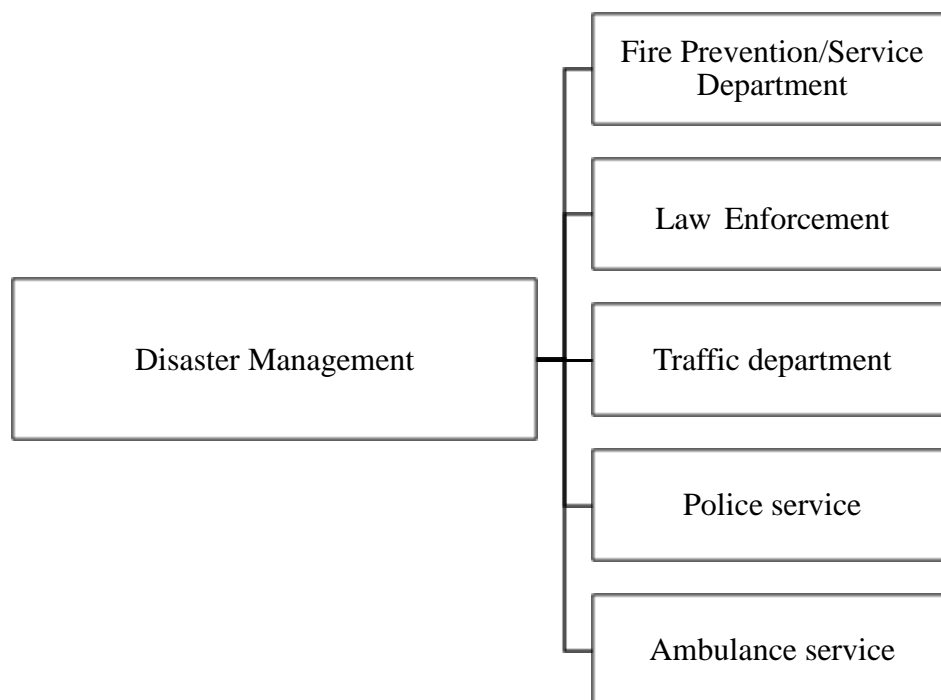 Fire Prevention/Service
Department
Law Enforcement
Disaster Management
Traffic department
Police service
Ambulance service